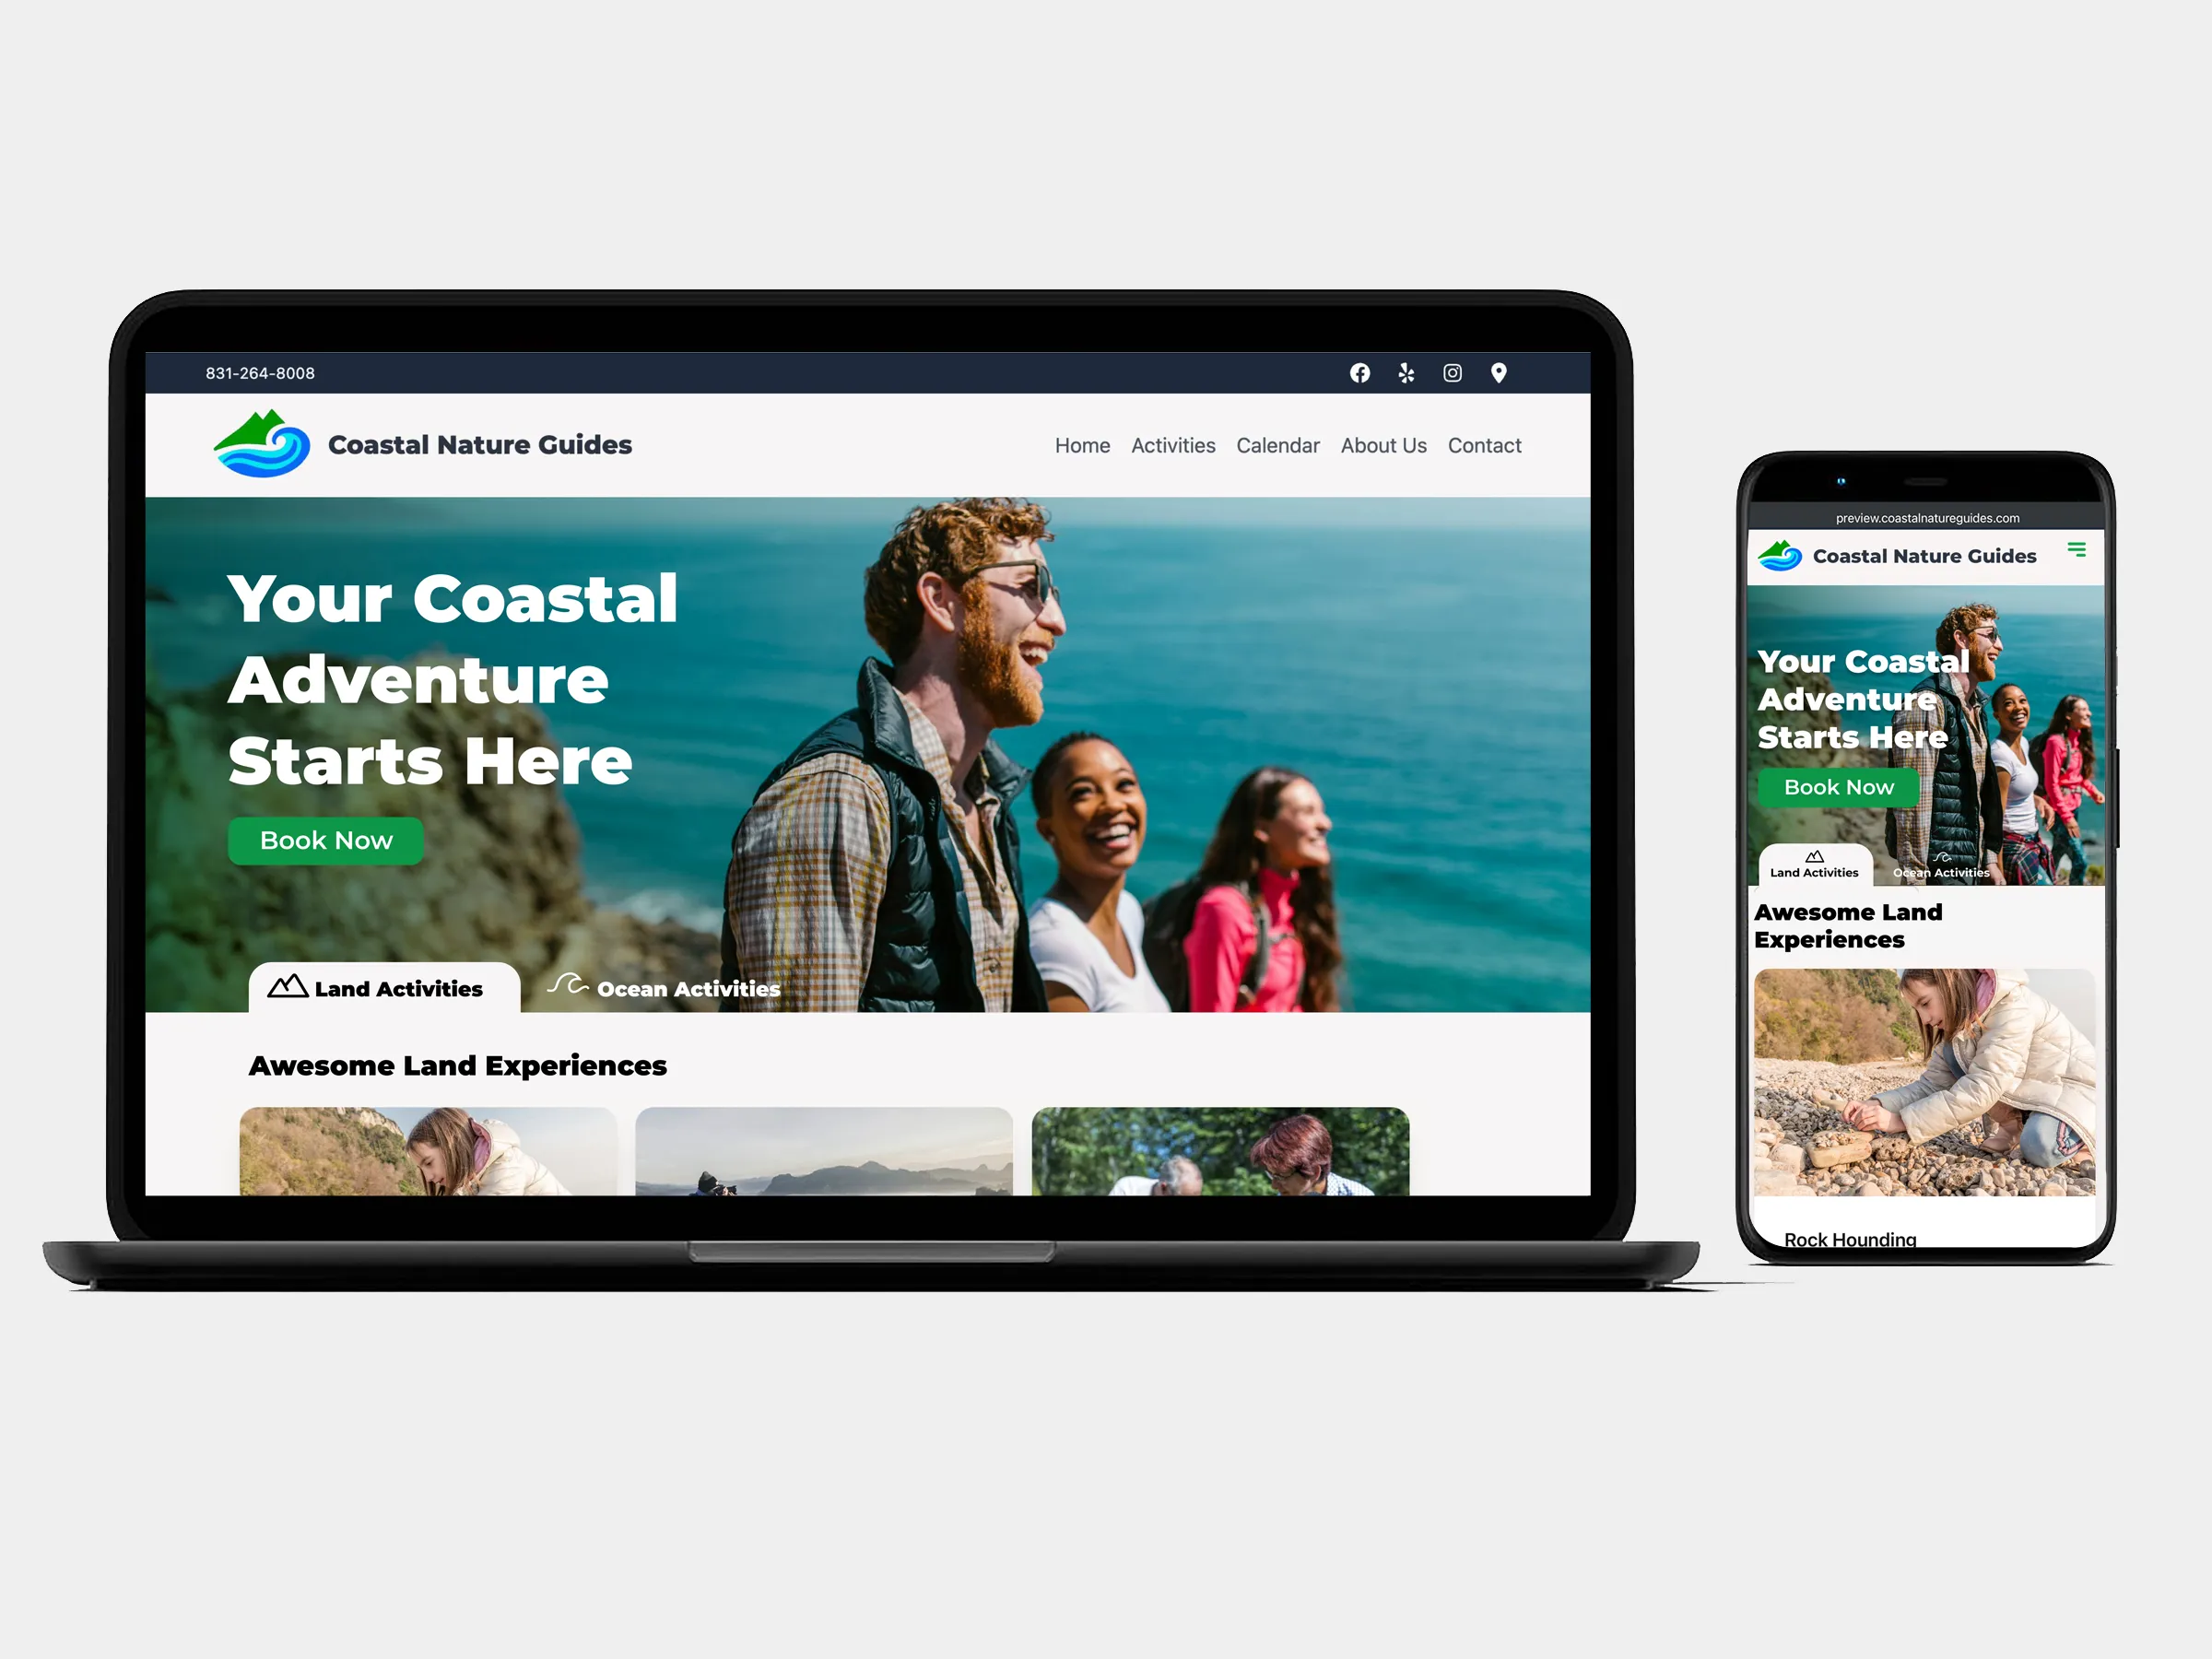 831-264-8008
Coastal Nature Guides
Home Activities Calendar About Us Contact
Your Coastal
Adventure
Starts Here
Book Now
Land Activities
Ocean Activities
Awesome Land Experiences
preview.coastalnatureguides.com
Coastal Nature Guides
Your Coastal
Adventure
Starts Here
Book Now
Land Activities
Ocean Activities
Awesome Land
Experiences
Rock Hounding